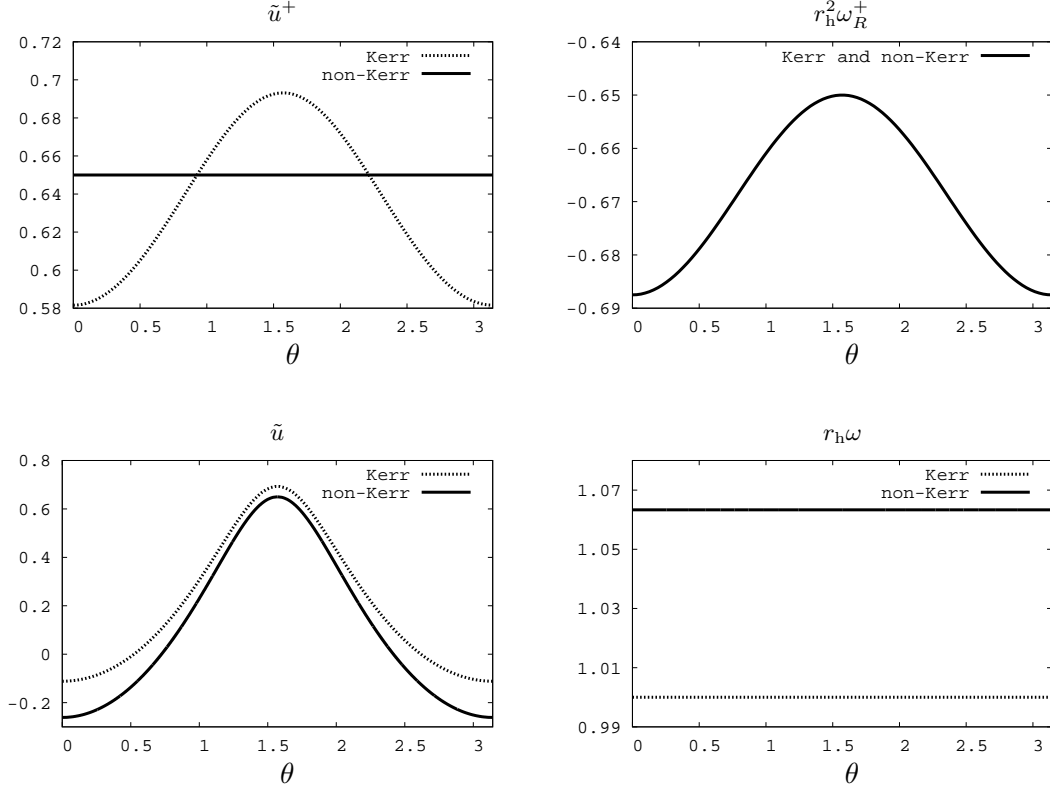 ũ⁺
0.72
0.7
0.68
0.66
0.64
0.62
0.6
0.58
Kerr
non-Kerr
0 0.5 1 1.5 2 2.5 3
θ
r_h^2 ω_R^+
-0.64
-0.65
-0.66
-0.67
-0.68
-0.69
Kerr and non-Kerr
0 0.5 1 1.5 2 2.5 3
θ
ũ
0.8
0.6
0.4
0.2
0
-0.2
Kerr
non-Kerr
0 0.5 1 1.5 2 2.5 3
θ
r_h ω
1.07
1.05
1.03
1.01
0.99
Kerr
non-Kerr
0 0.5 1 1.5 2 2.5 3
θ